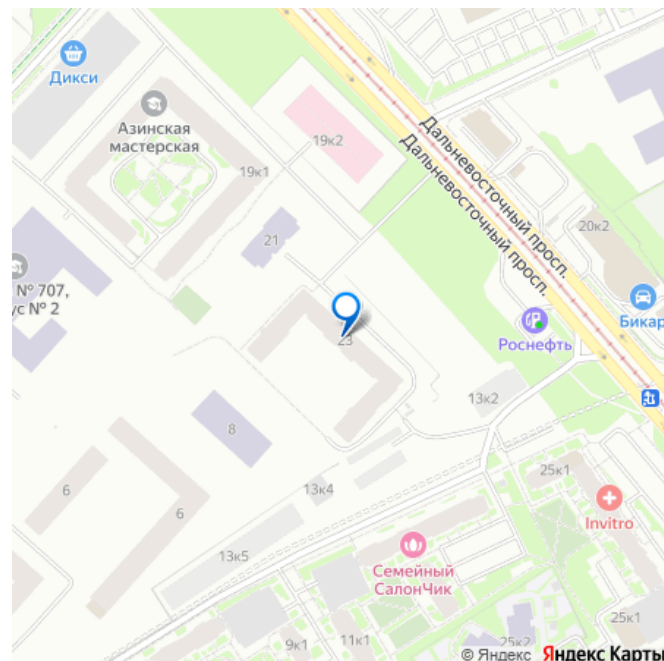 Дикси
Азинская
мастерская
19к2
19к1
Дальневосточный просп.
Дальневосточный просп.
20к2
21
№ 707,
ус № 2
Бикар
Роснефть
23
13к2
8
6
6
13к4
25к1
Invitro
13к5
Семейный
СалонЧик
9к1
11к1
25к2
25к1
© Яндекс Яндекс Карты